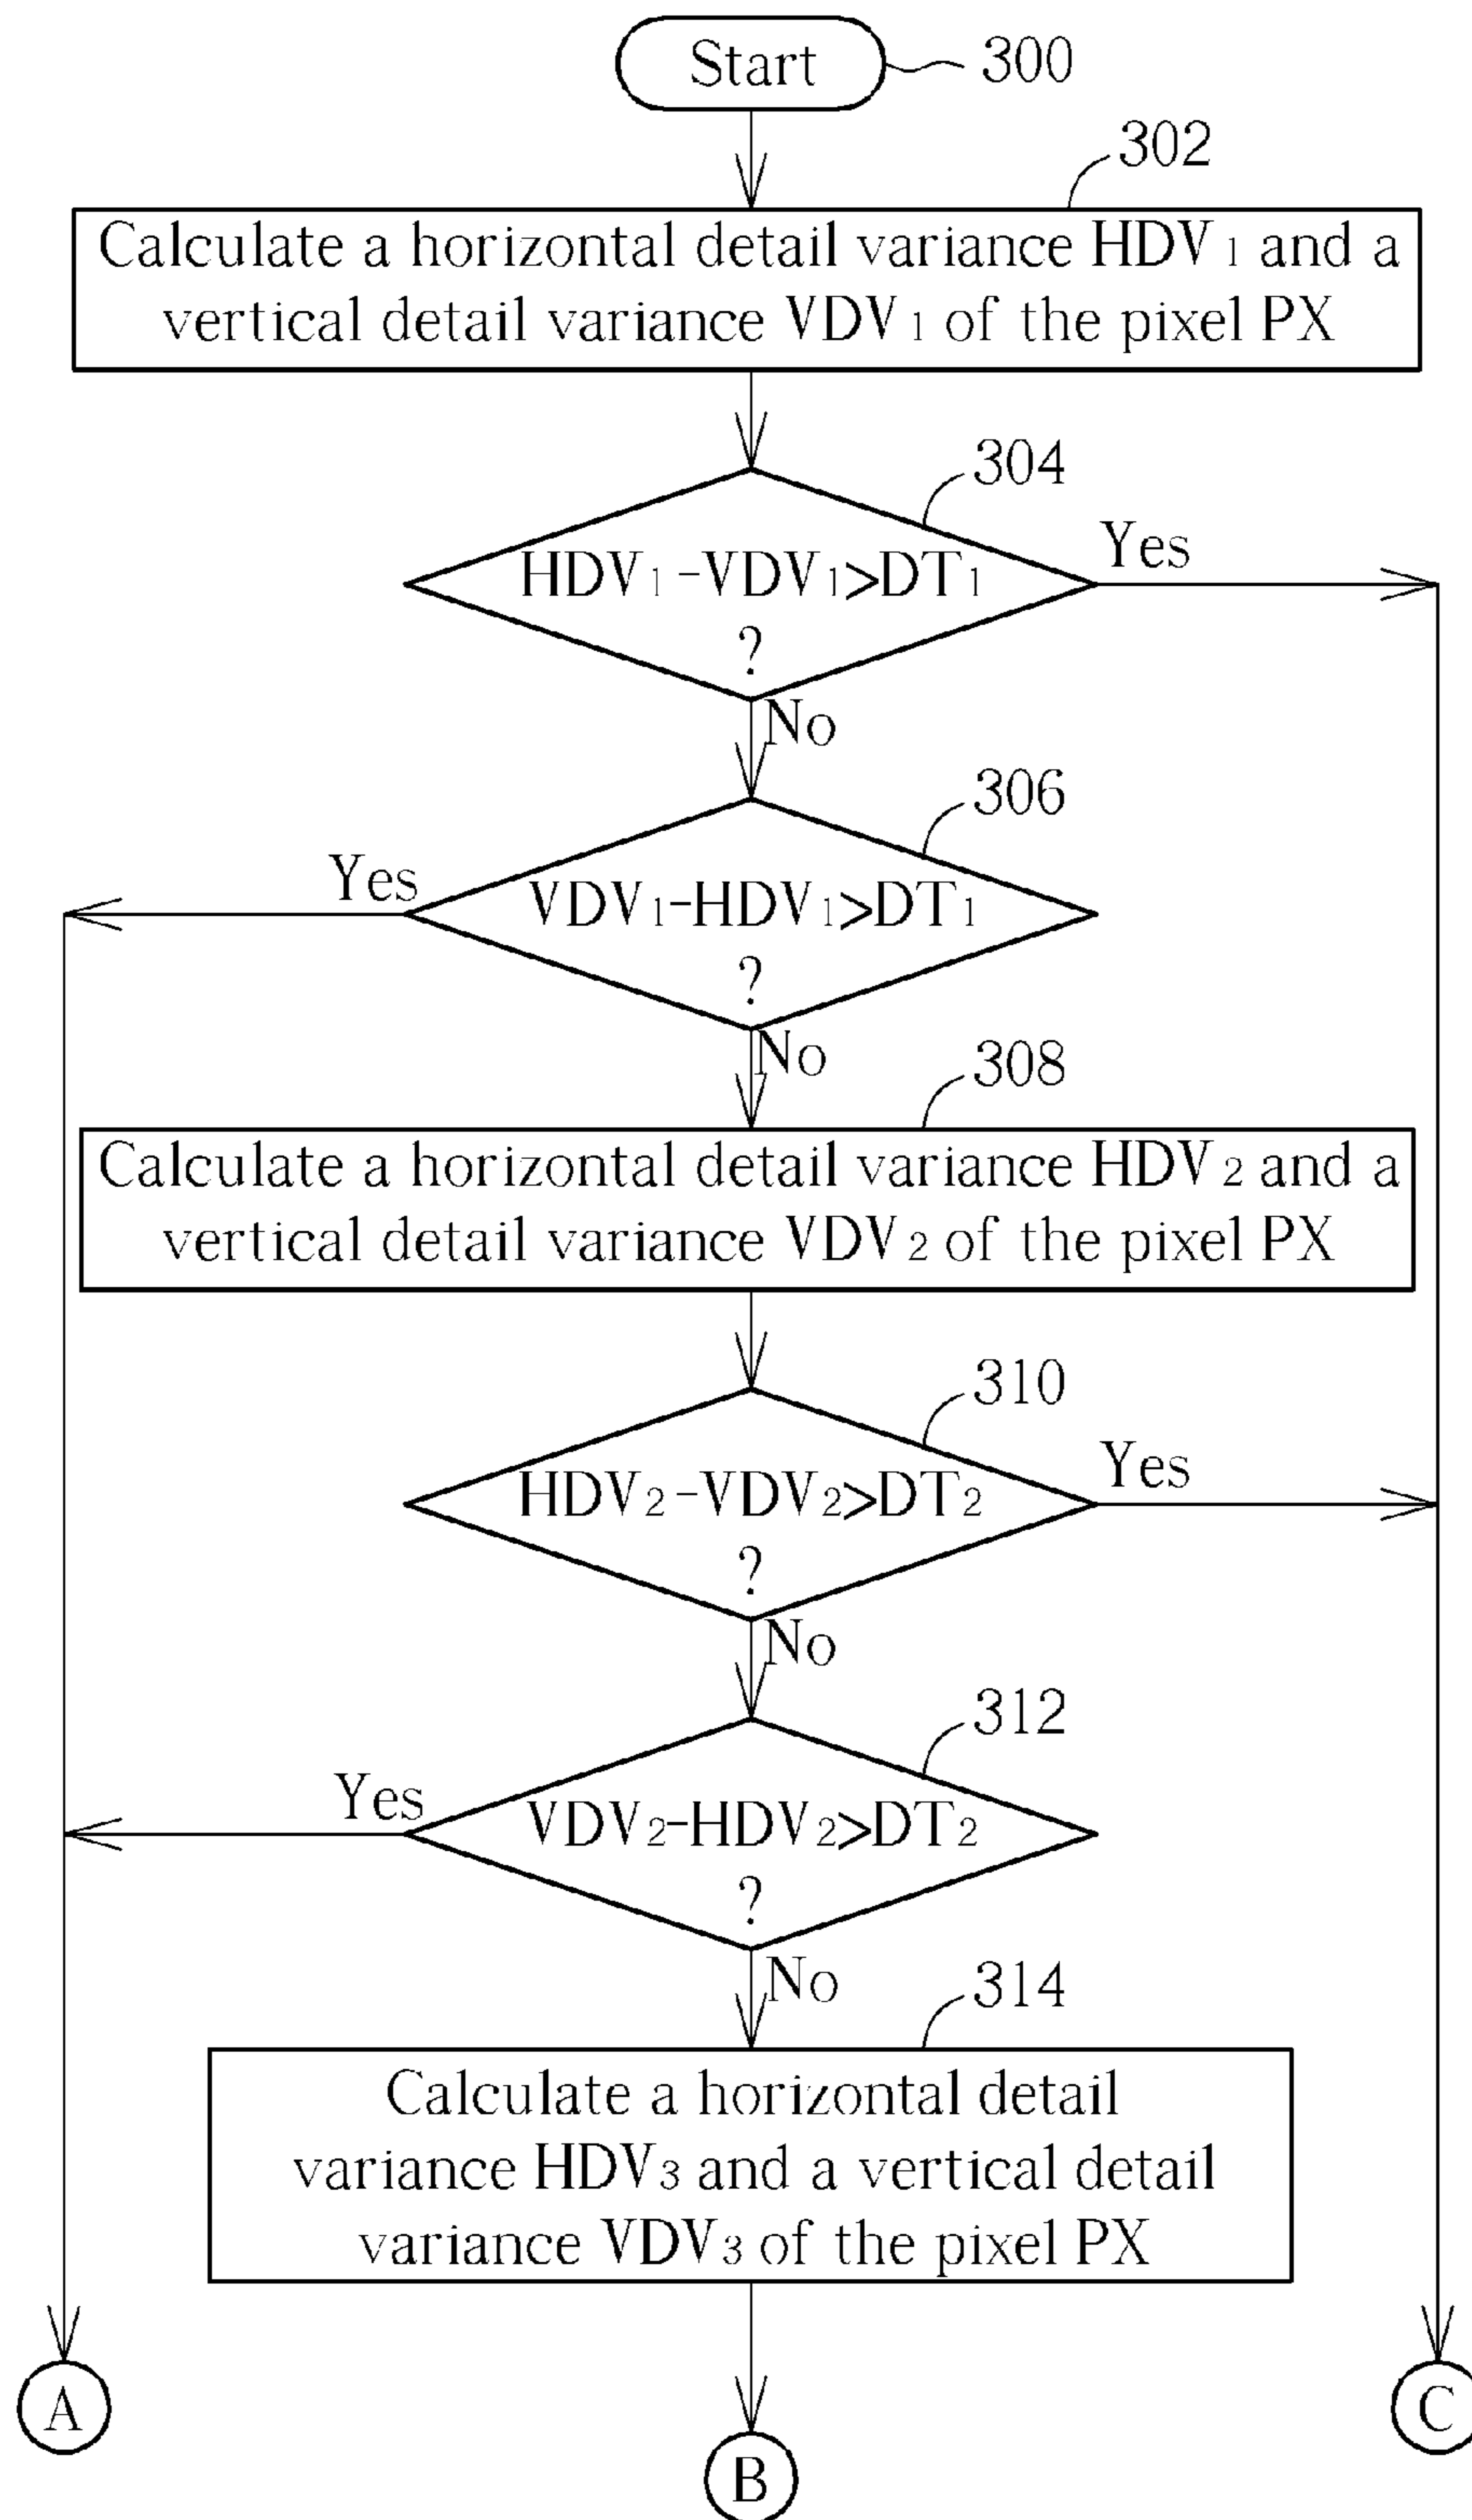 Start
300
302
Calculate a horizontal detail variance HDV₁ and a
vertical detail variance VDV₁ of the pixel PX
304
HDV₁-VDV₁>DT₁
?
Yes
No
306
Yes
VDV₁-HDV₁>DT₁
?
No
308
Calculate a horizontal detail variance HDV₂ and a
vertical detail variance VDV₂ of the pixel PX
310
HDV₂-VDV₂>DT₂
?
Yes
No
312
Yes
VDV₂-HDV₂>DT₂
?
No
314
Calculate a horizontal detail
variance HDV₃ and a vertical detail
variance VDV₃ of the pixel PX
A
B
C